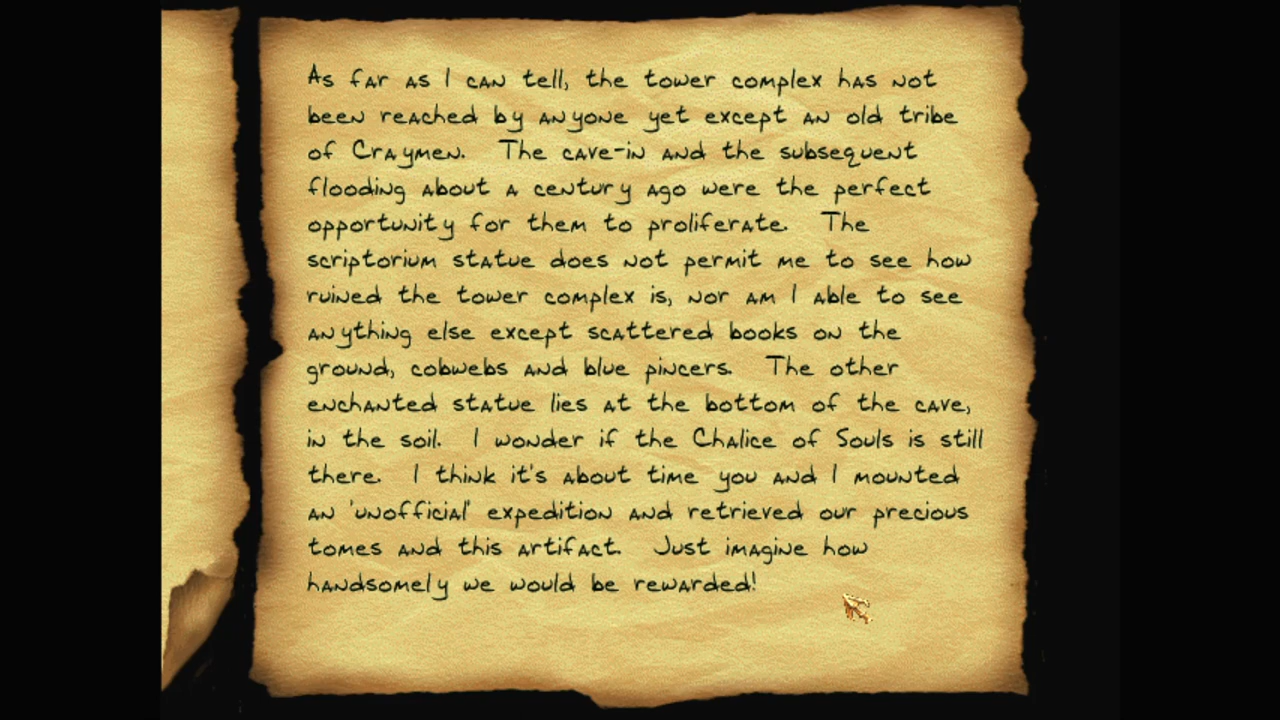 As far as I can tell, the tower complex has not
been reached by anyone yet except an old tribe
of Craymen. The cave-in and the subsequent
flooding about a century ago were the perfect
opportunity for them to proliferate. The
scriptorium statue does not permit me to see how
ruined the tower complex is, nor am I able to see
anything else except scattered books on the
ground, cobwebs and blue pincers. The other
enchanted statue lies at the bottom of the cave,
in the soil. I wonder if the Chalice of Souls is still
there. I think it's about time you and I mounted
an 'unofficial' expedition and retrieved our precious
tomes and this artifact. Just imagine how
handsomely we would be rewarded!